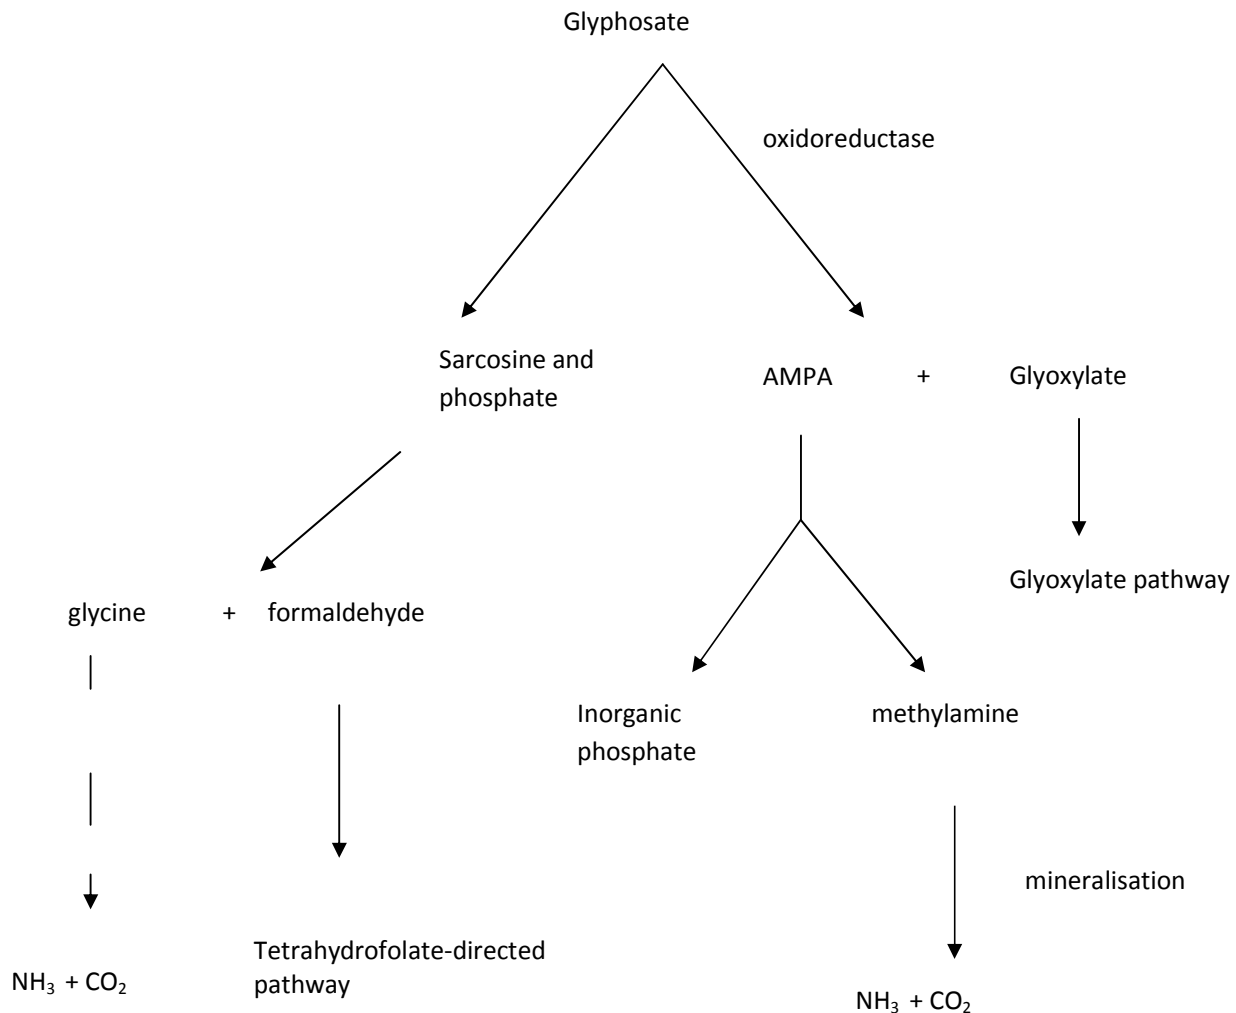 Glyphosate
oxidoreductase
Sarcosine and
phosphate
AMPA + Glyoxylate
Glyoxylate pathway
glycine + formaldehyde
Inorganic
phosphate
methylamine
mineralisation
Tetrahydrofolate-directed
pathway
NH₃ + CO₂
NH₃ + CO₂